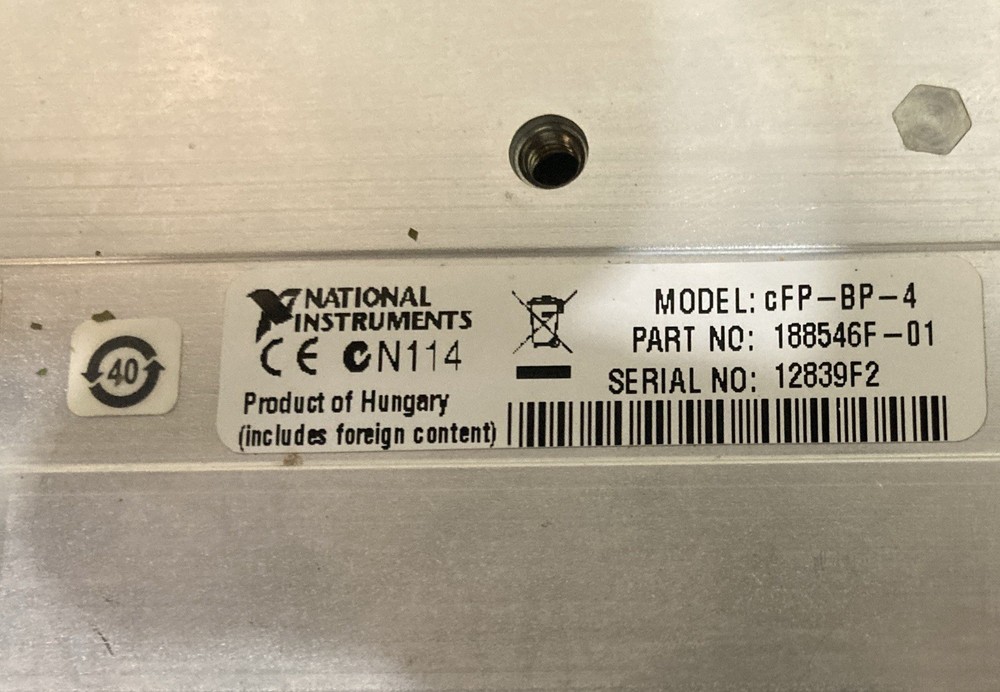 40
NATIONAL
INSTRUMENTS
CE N114
Product of Hungary
(includes foreign content)
MODEL: cFP-BP-4
PART NO: 188546F-01
SERIAL NO: 12839F2